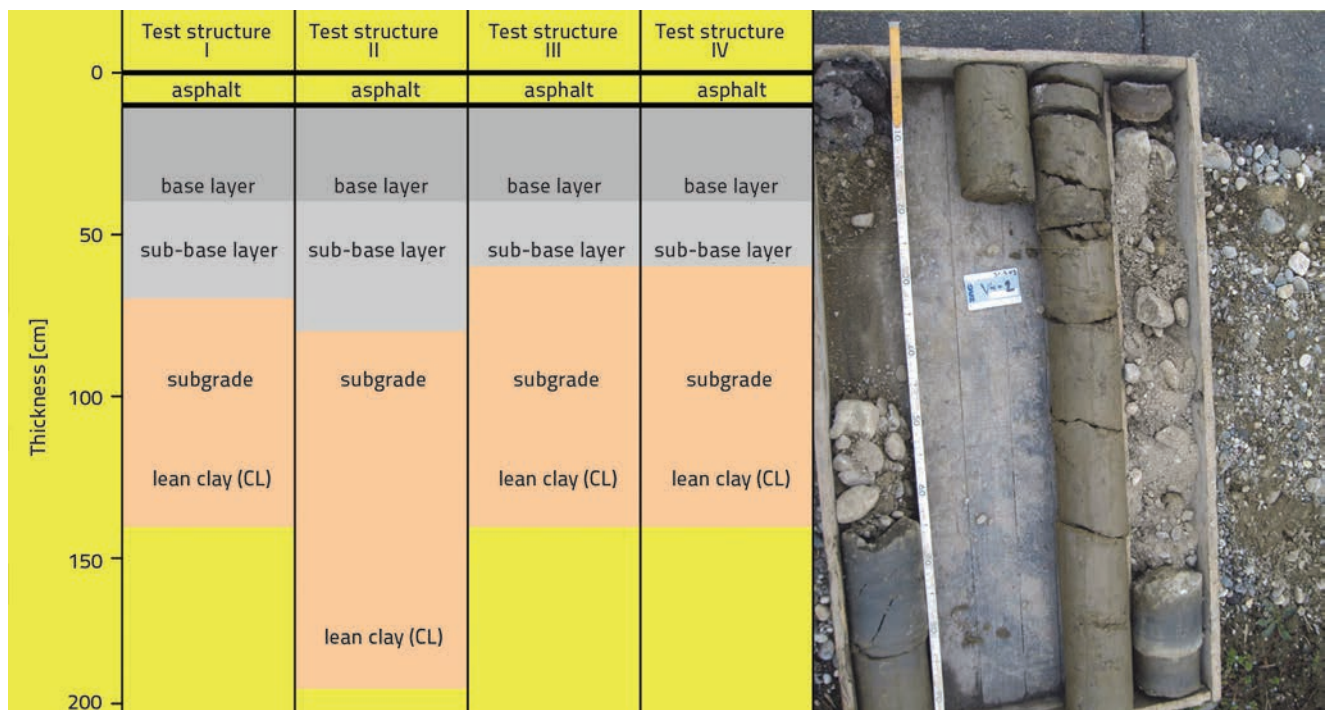 Test structure
I
Test structure
II
Test structure
III
Test structure
IV
0
asphalt
asphalt
asphalt
asphalt
base layer
base layer
base layer
base layer
50
sub-base layer
sub-base layer
sub-base layer
sub-base layer
subgrade
subgrade
subgrade
subgrade
100
lean clay (CL)
lean clay (CL)
lean clay (CL)
150
lean clay (CL)
200
Thickness [cm]